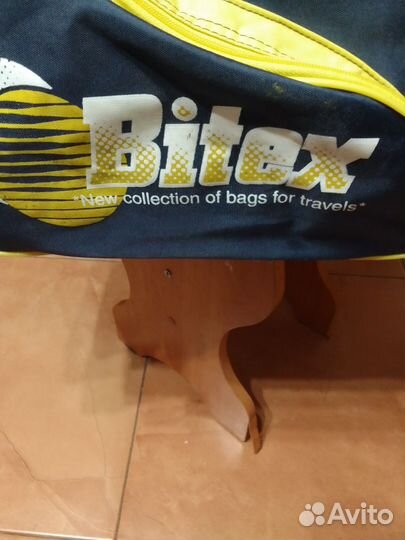 Bitex
"New collection of bags for travels"
Avito